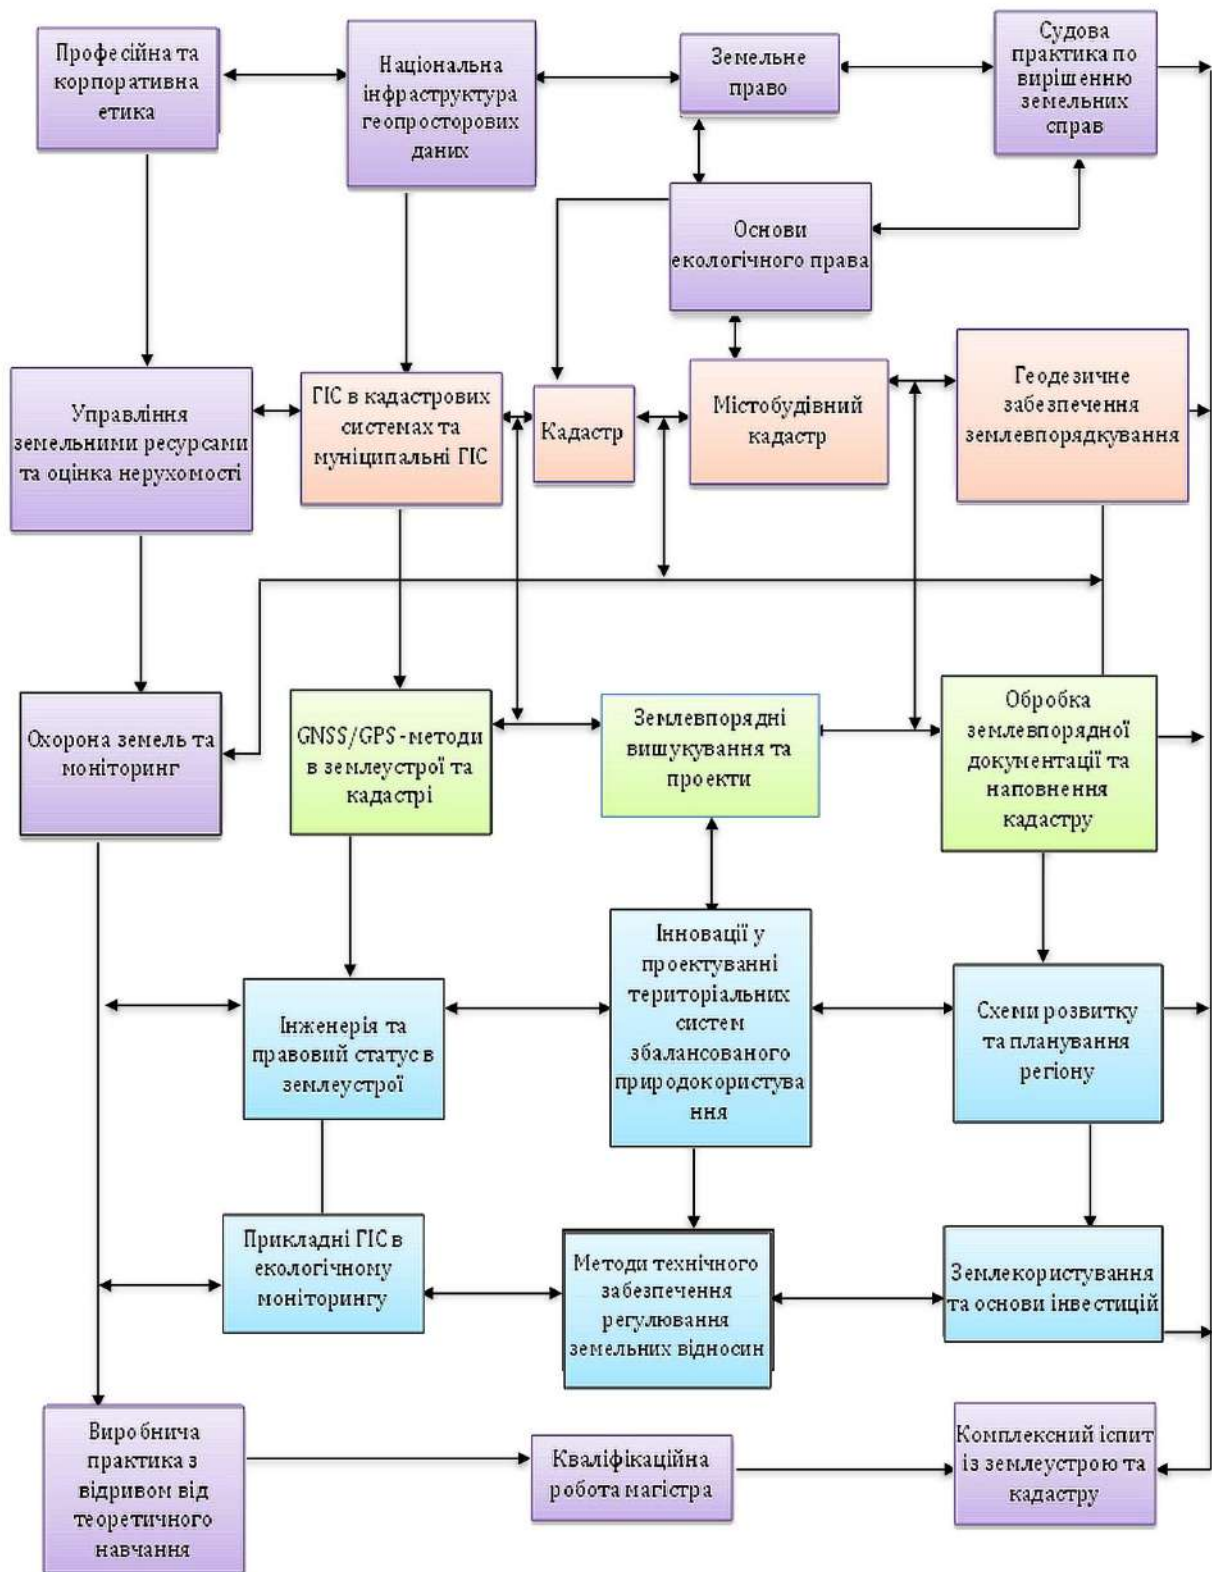 Професійна та
корпоративна
етика
Національна
інфраструктура
геопросторових
даних
Земельне
право
Судова
практика по
вирішенню
земельних
справ
Основи
екологічного права
Управління
земельними ресурсами
та оцінка нерухомості
ГІС в кадастрових
системах та
муніципальні ГІС
Кадастр
Містобудівний
кадастр
Геодезичне
забезпечення
землевпорядкування
Охорона земель та
моніторинг
GNSS/GPS-методи
в землеустрої та
кадастрі
Землевпорядні
вишукування та
проекти
Обробка
землевпорядної
документації та
наповнення
кадастру
Інженерія та
правовий статус в
землеустрої
Інновації у
проектуванні
територіальних
систем
збалансованого
природокористува
ння
Схеми розвитку
та планування
регіону
Прикладні ГІС в
екологічному
моніторингу
Методи технічного
забезпечення
регулювання
земельних відносин
Землекористування
та основи інвестицій
Виробнича
практика з
відривом від
теоретичного
навчання
Кваліфікаційна
робота магістра
Комплексний іспит
із землеустрою та
кадастру